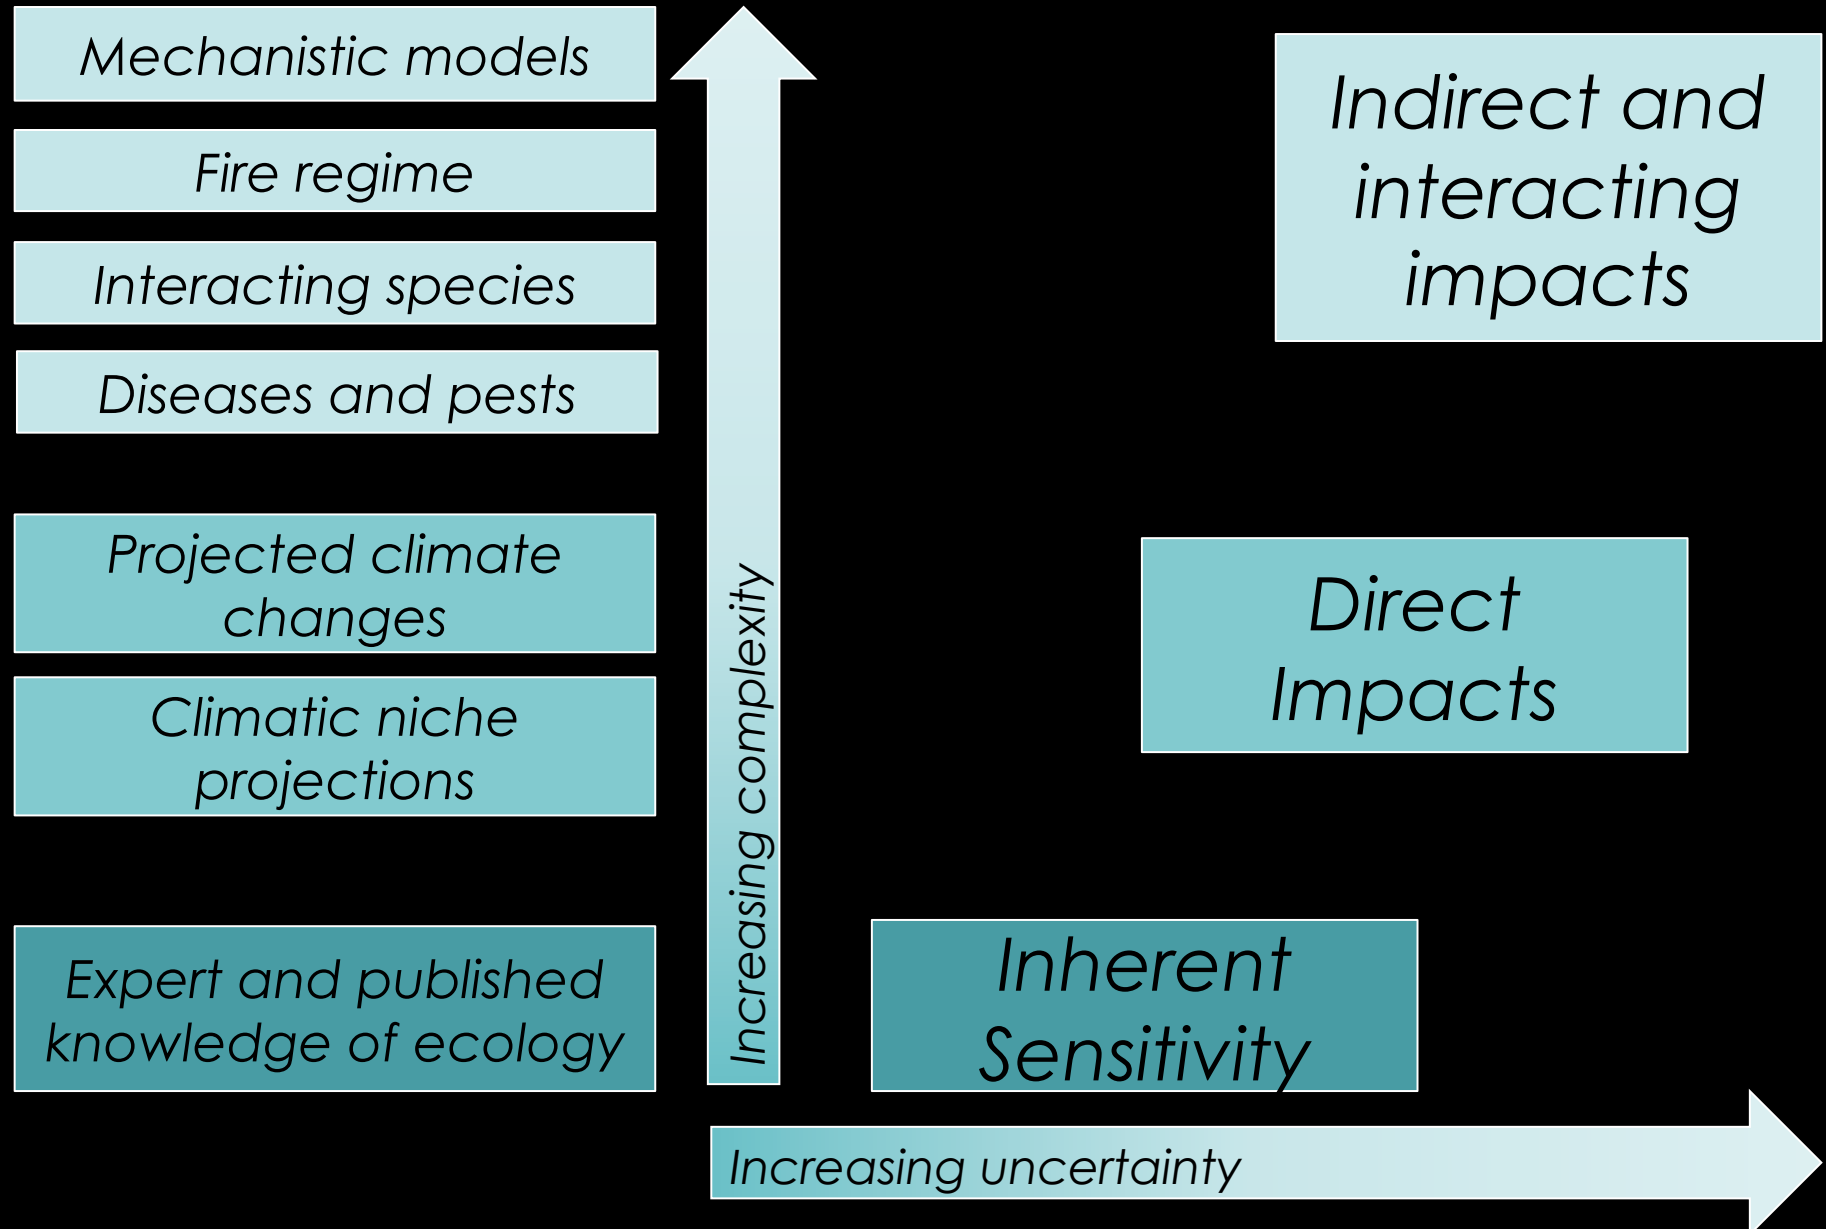 Mechanistic models
Fire regime
Interacting species
Diseases and pests
Projected climate
changes
Climatic niche
projections
Expert and published
knowledge of ecology
Increasing complexity
Indirect and
interacting
impacts
Direct
Impacts
Inherent
Sensitivity
Increasing uncertainty